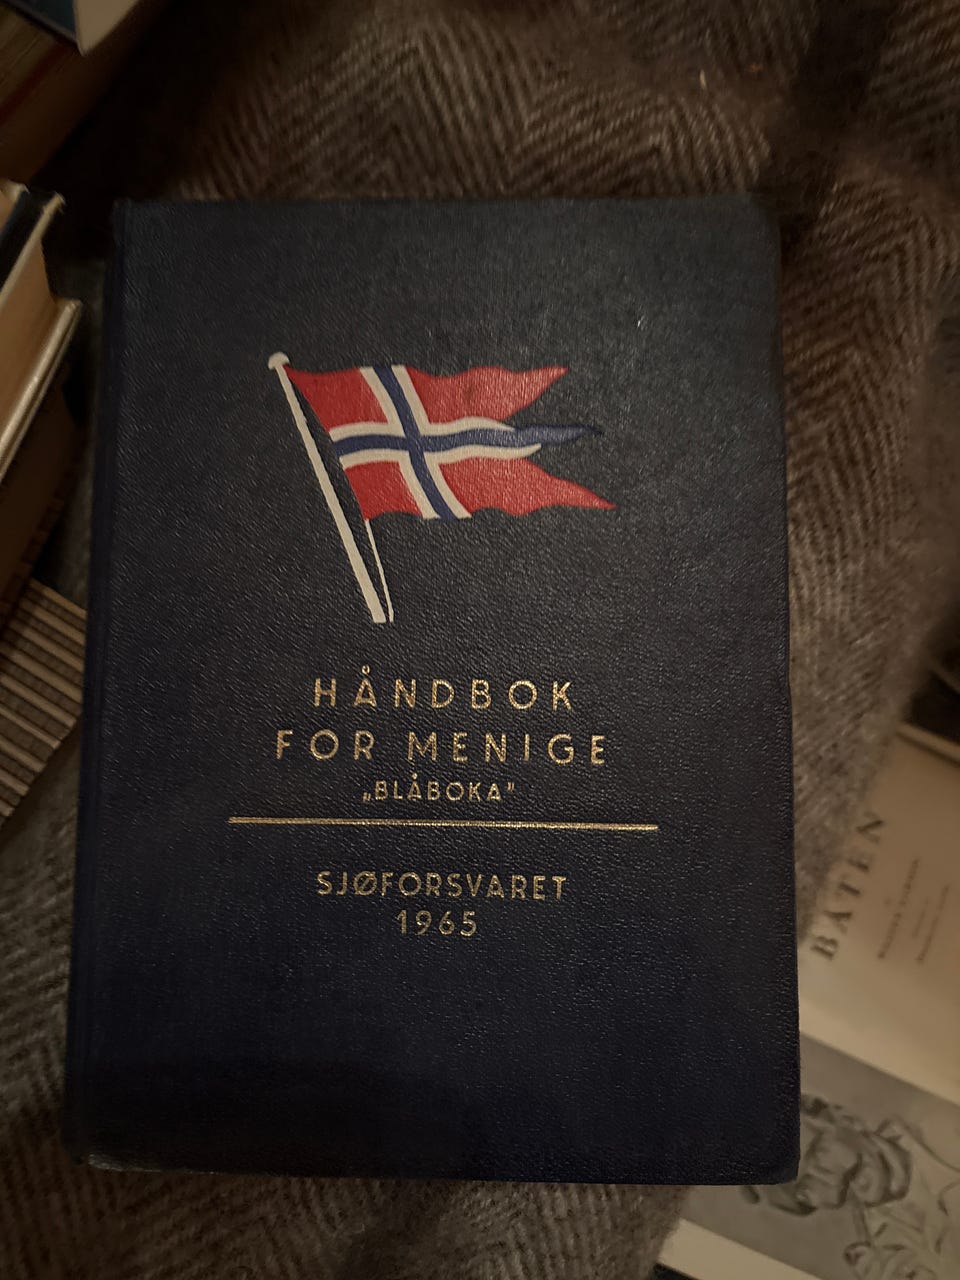 HÅNDBOK
FOR MENIGE
„BLÅBOKA"
SJØFORSVARET
1965
BÅTEN